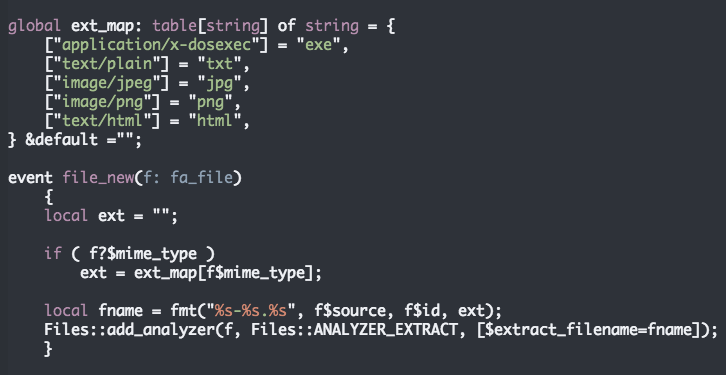 global ext_map: table[string] of string = {
    ["application/x-dosexec"] = "exe",
    ["text/plain"] = "txt",
    ["image/jpeg"] = "jpg",
    ["image/png"] = "png",
    ["text/html"] = "html",
} &default ="";

event file_new(f: fa_file)
    {
    local ext = "";

    if ( f?$mime_type )
        ext = ext_map[f$mime_type];

    local fname = fmt("%s-%s.%s", f$source, f$id, ext);
    Files::add_analyzer(f, Files::ANALYZER_EXTRACT, [$extract_filename=fname]);
    }